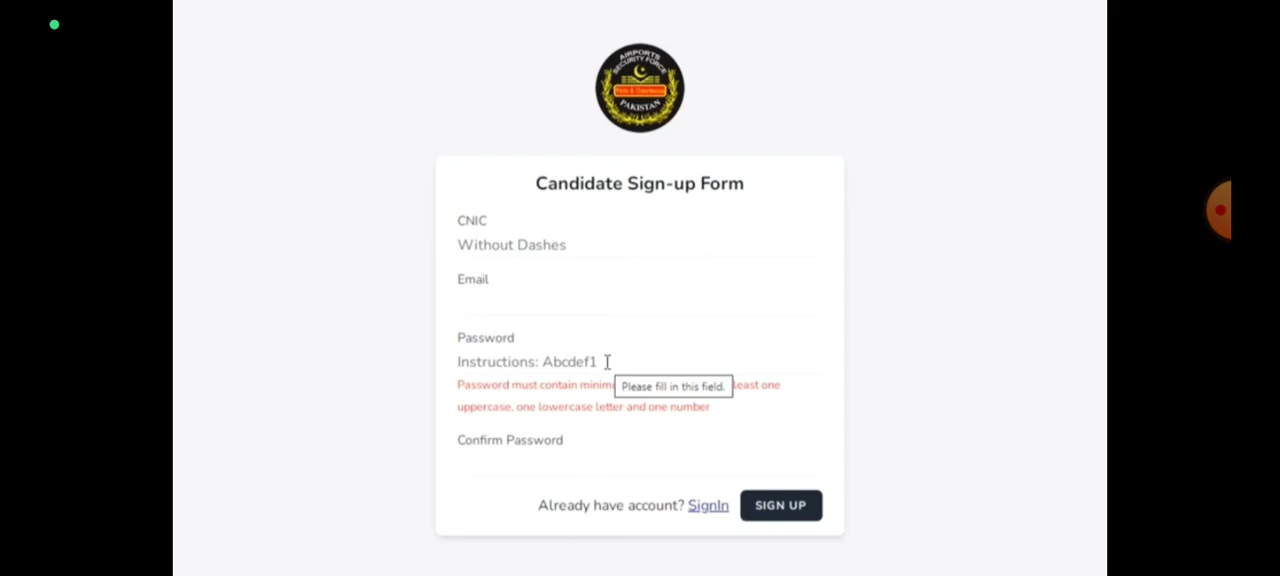 AIRPORTS
SECURITY FORCE
PAKISTAN
Candidate Sign-up Form
CNIC
Without Dashes
Email
Password
Instructions: Abcdef1
Password must contain Please fill in this field. least one
uppercase, one lowercase letter and one number
Confirm Password
Already have account? SignIn SIGN UP